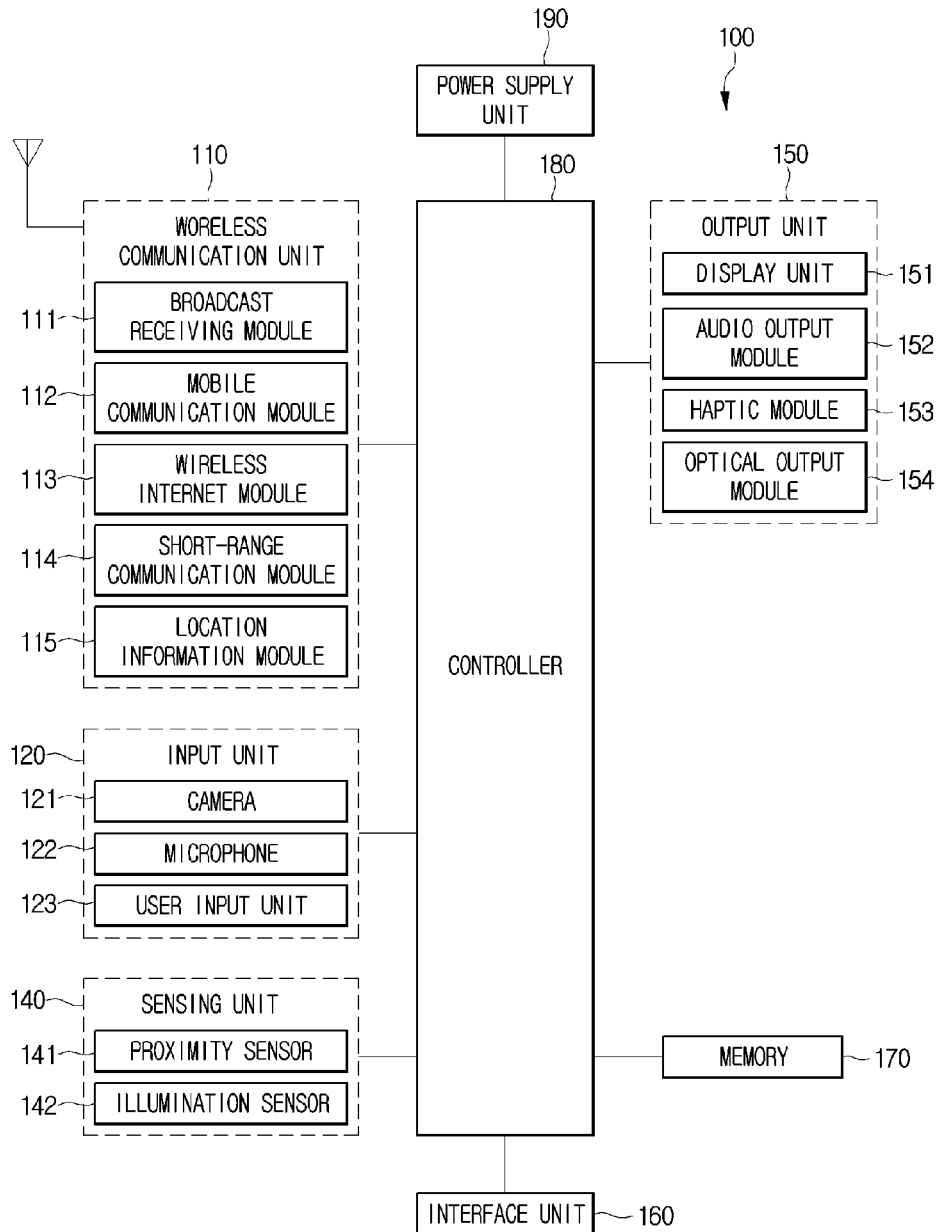 190
100
POWER SUPPLY
UNIT
110
180
150
WORELESS
COMMUNICATION UNIT
111
BROADCAST
RECEIVING MODULE
112
MOBILE
COMMUNICATION MODULE
113
WIRELESS
INTERNET MODULE
114
SHORT-RANGE
COMMUNICATION MODULE
115
LOCATION
INFORMATION MODULE
120
INPUT UNIT
121
CAMERA
122
MICROPHONE
123
USER INPUT UNIT
140
SENSING UNIT
141
PROXIMITY SENSOR
142
ILLUMINATION SENSOR
CONTROLLER
OUTPUT UNIT
DISPLAY UNIT
151
AUDIO OUTPUT
MODULE
152
HAPTIC MODULE
153
OPTICAL OUTPUT
MODULE
154
MEMORY
170
INTERFACE UNIT
160